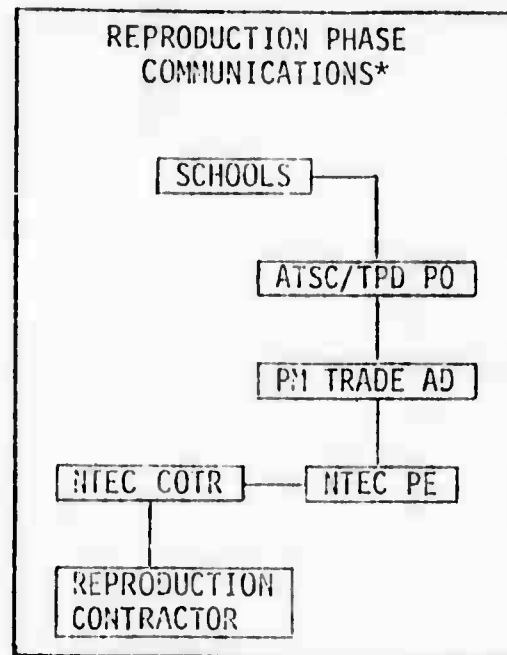 REPRODUCTION PHASE
COMMUNICATIONS*
SCHOOLS
ATSC/TPD PO
PM TRADE AD
NTEC COTR
NTEC PE
REPRODUCTION
CONTRACTOR